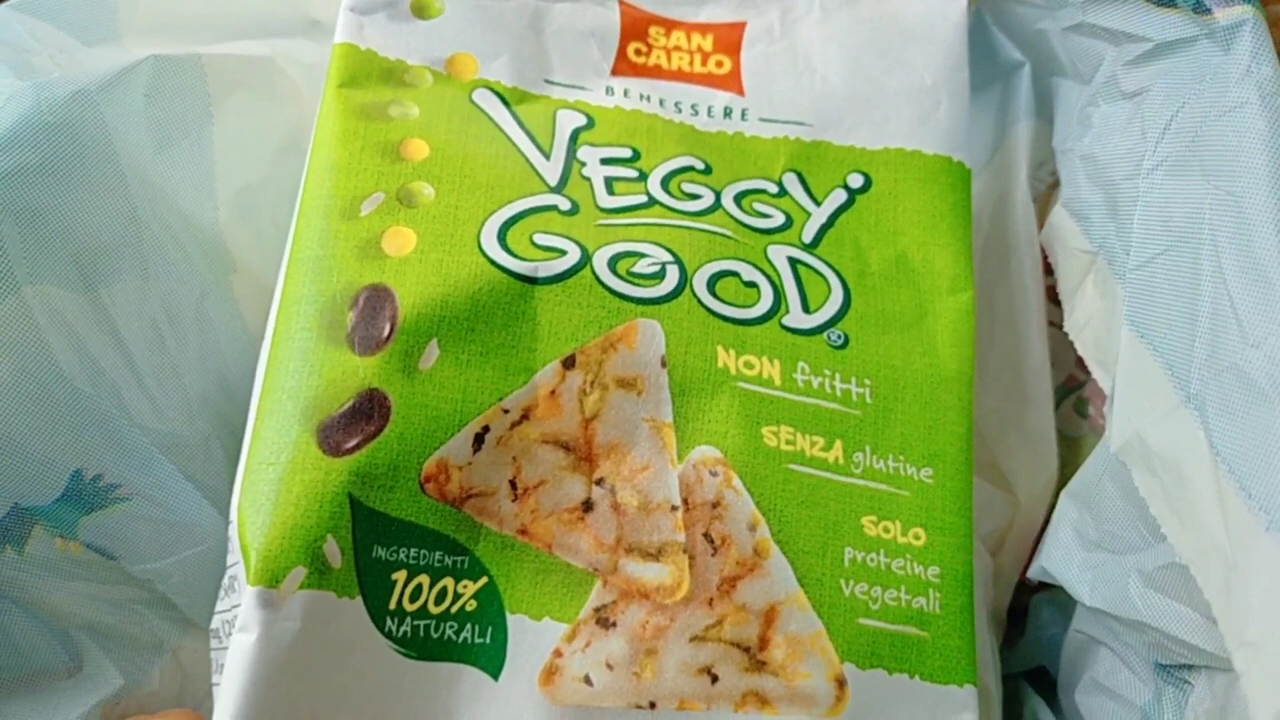 SAN
CARLO
BENESSERE
VEGGY
GOOD
NON fritti
SENZA glutine
SOLO
proteine
vegetali
INGREDIENTI
100%
NATURALI